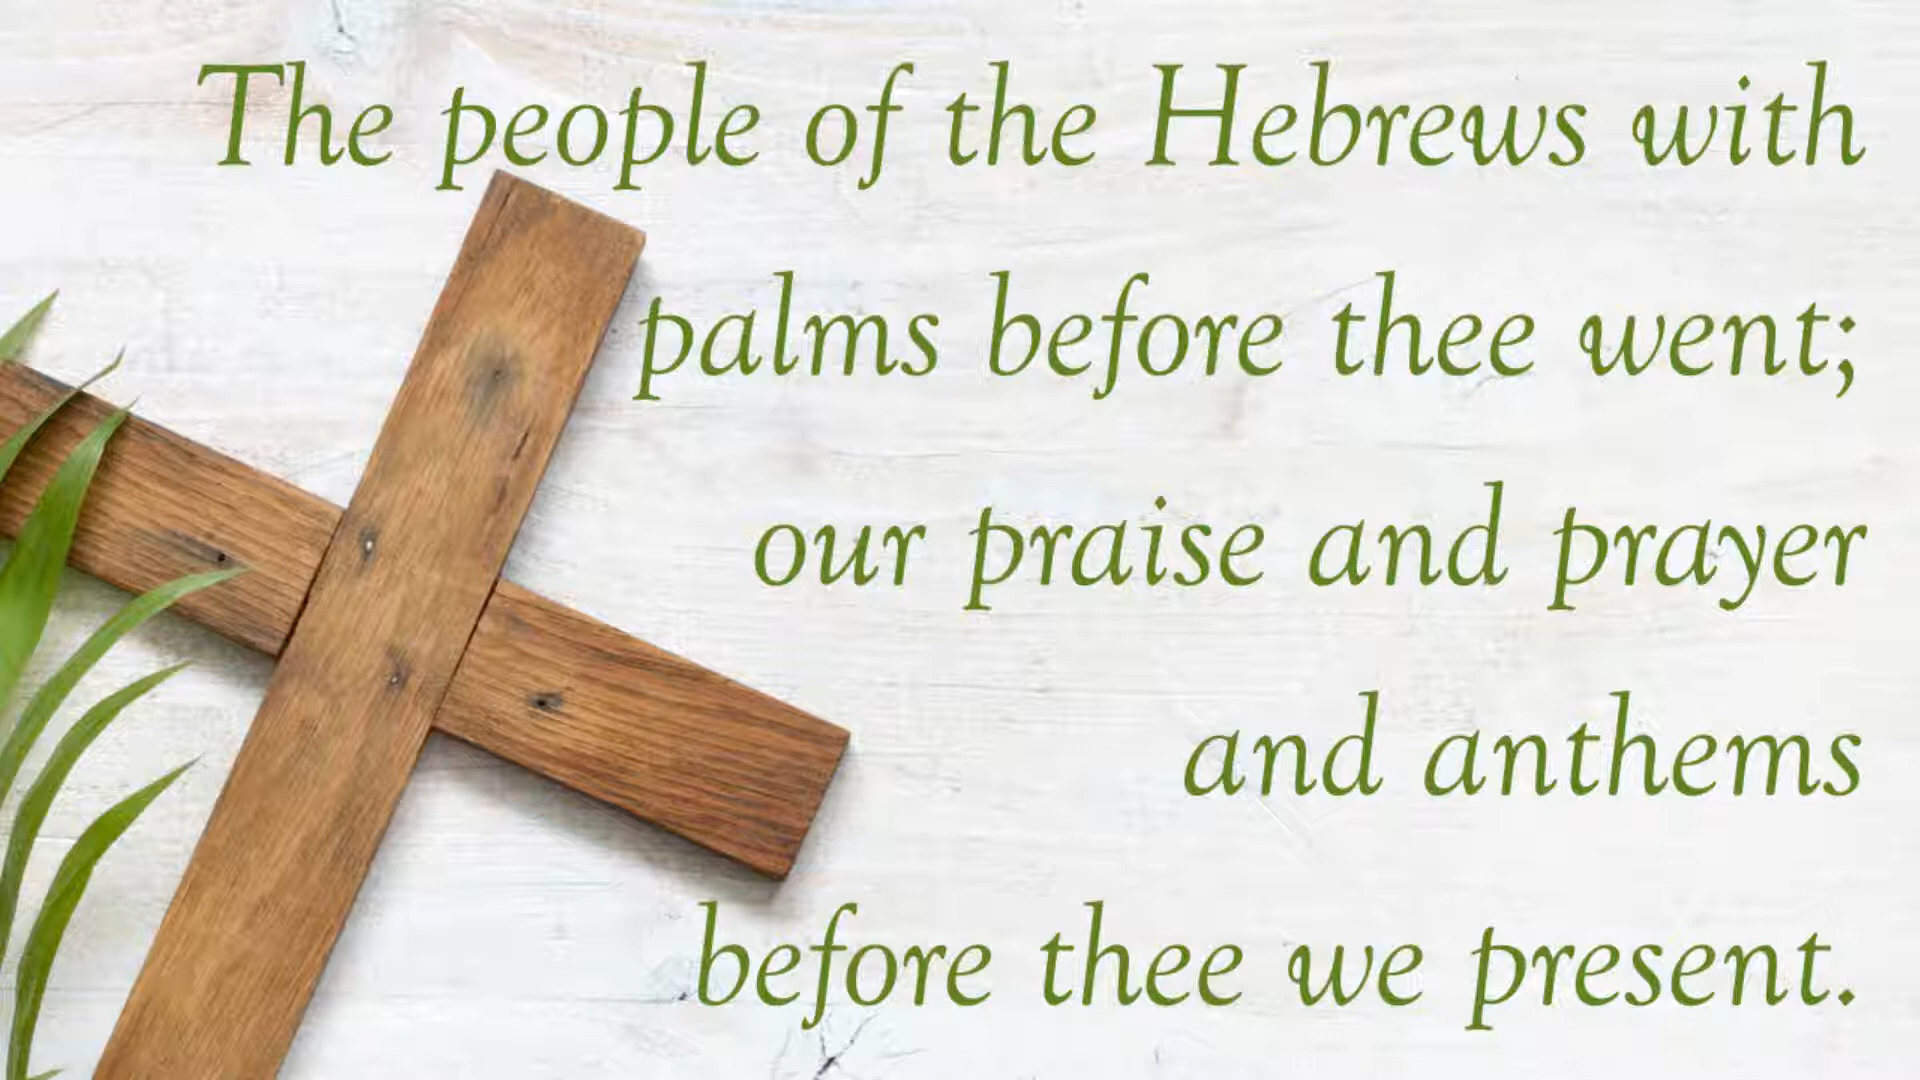 The people of the Hebrews with
palms before thee went;
our praise and prayer
and anthems
before thee we present.